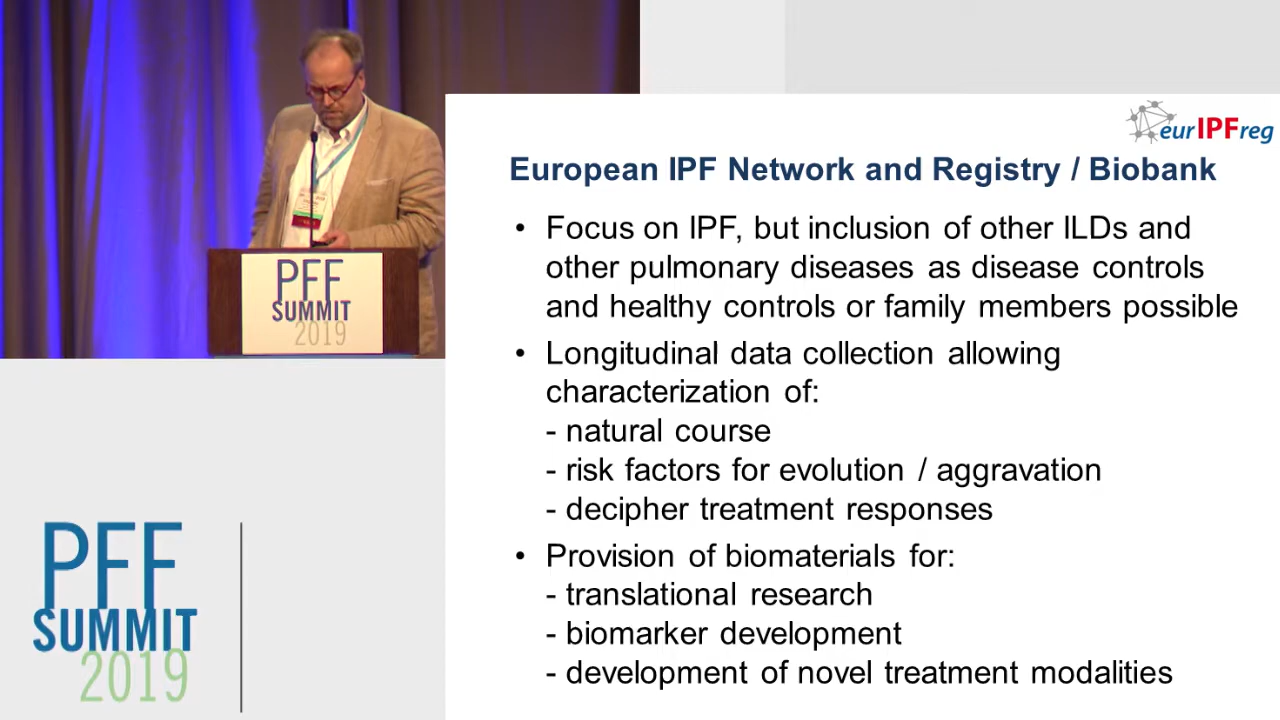 eurIPFreg
European IPF Network and Registry / Biobank
• Focus on IPF, but inclusion of other ILDs and
other pulmonary diseases as disease controls
and healthy controls or family members possible
• Longitudinal data collection allowing
characterization of:
- natural course
- risk factors for evolution / aggravation
- decipher treatment responses
• Provision of biomaterials for:
- translational research
- biomarker development
- development of novel treatment modalities
PFF
SUMMIT
2019
PFF
SUMMIT
2019